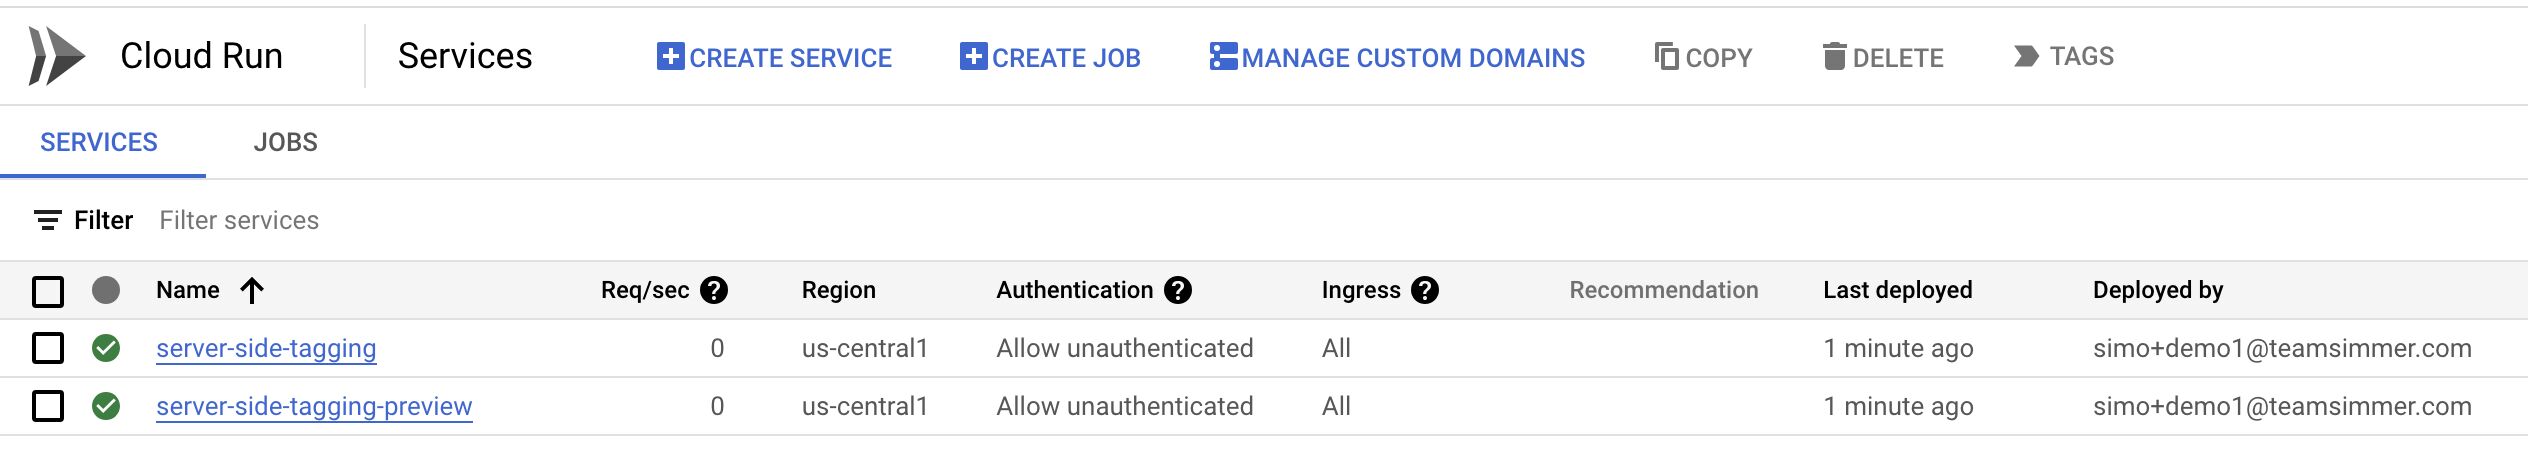 Cloud Run Services CREATE SERVICE CREATE JOB MANAGE CUSTOM DOMAINS COPY DELETE TAGS
SERVICES JOBS
Filter Filter services
Name Req/sec ? Region Authentication ? Ingress ? Recommendation Last deployed Deployed by
server-side-tagging 0 us-central1 Allow unauthenticated All 1 minute ago simo+demo1@teamsimmer.com
server-side-tagging-preview 0 us-central1 Allow unauthenticated All 1 minute ago simo+demo1@teamsimmer.com